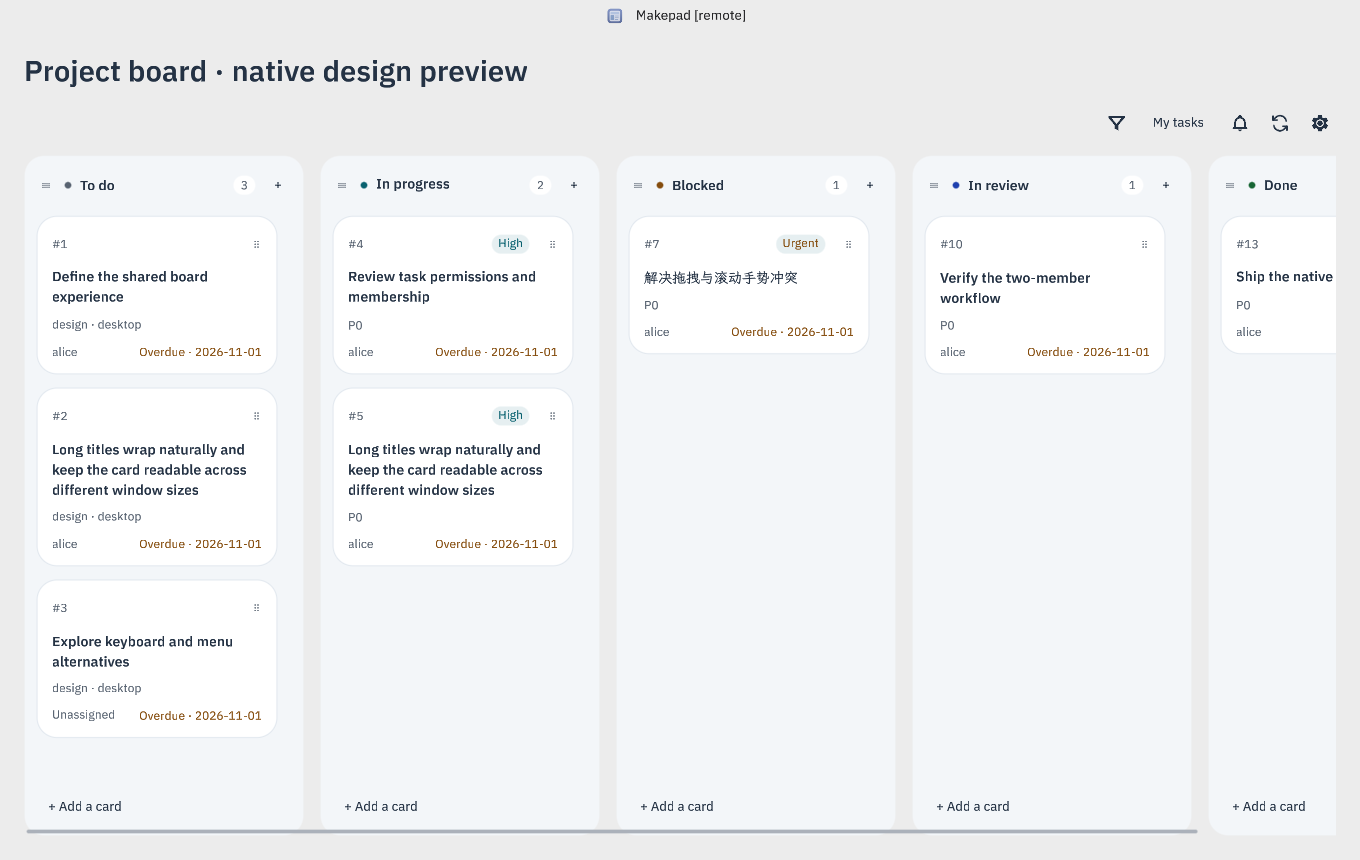 Makepad [remote]
Project board · native design preview
My tasks
To do 3 +
#1
Define the shared board
experience
design · desktop
alice Overdue · 2026-11-01
#2
Long titles wrap naturally and
keep the card readable across
different window sizes
design · desktop
alice Overdue · 2026-11-01
#3
Explore keyboard and menu
alternatives
design · desktop
Unassigned Overdue · 2026-11-01
+ Add a card
In progress 2 +
#4 High
Review task permissions and
membership
P0
alice Overdue · 2026-11-01
#5 High
Long titles wrap naturally and
keep the card readable across
different window sizes
P0
alice Overdue · 2026-11-01
+ Add a card
Blocked 1 +
#7 Urgent
解决拖拽与滚动手势冲突
P0
alice Overdue · 2026-11-01
+ Add a card
In review 1 +
#10
Verify the two-member
workflow
P0
alice Overdue · 2026-11-01
+ Add a card
Done
#13
Ship the native
P0
alice
+ Add a card